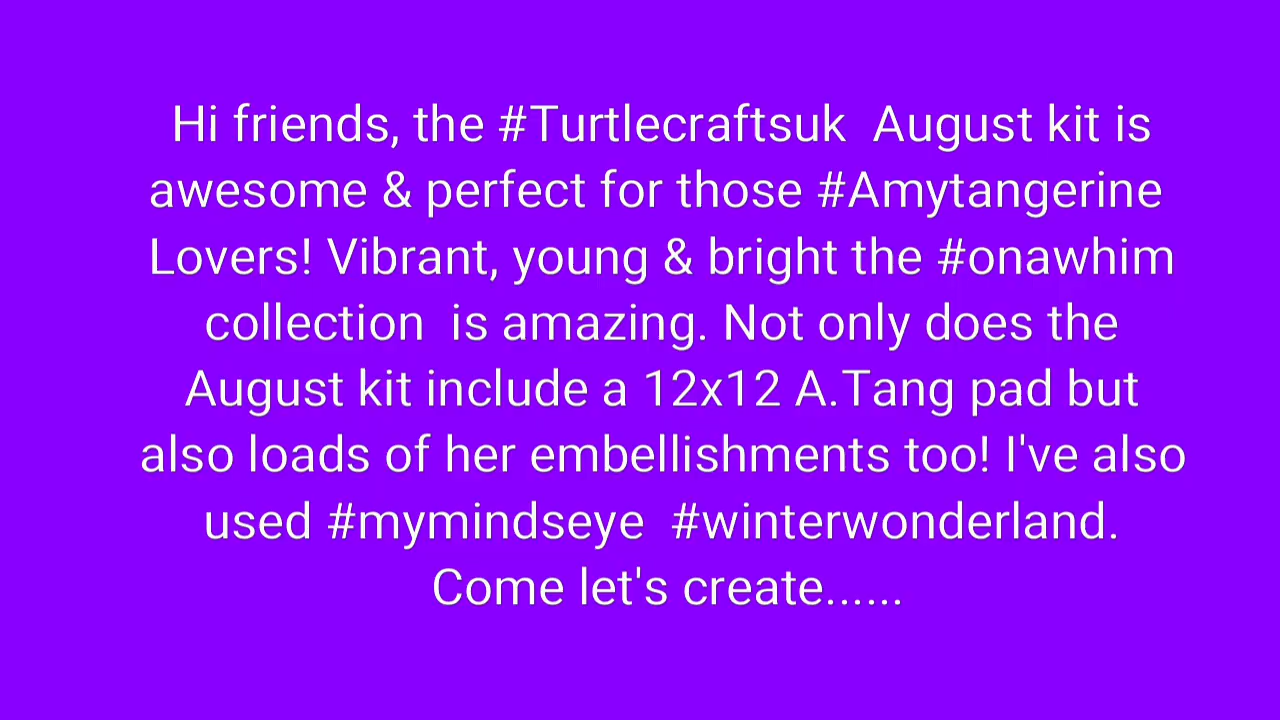 Hi friends, the #Turtlecraftsuk  August kit is
awesome & perfect for those #Amytangerine
Lovers! Vibrant, young & bright the #onawhim
collection  is amazing. Not only does the
August kit include a 12x12 A.Tang pad but
also loads of her embellishments too! I've also
used #mymindseye  #winterwonderland.
Come let's create......